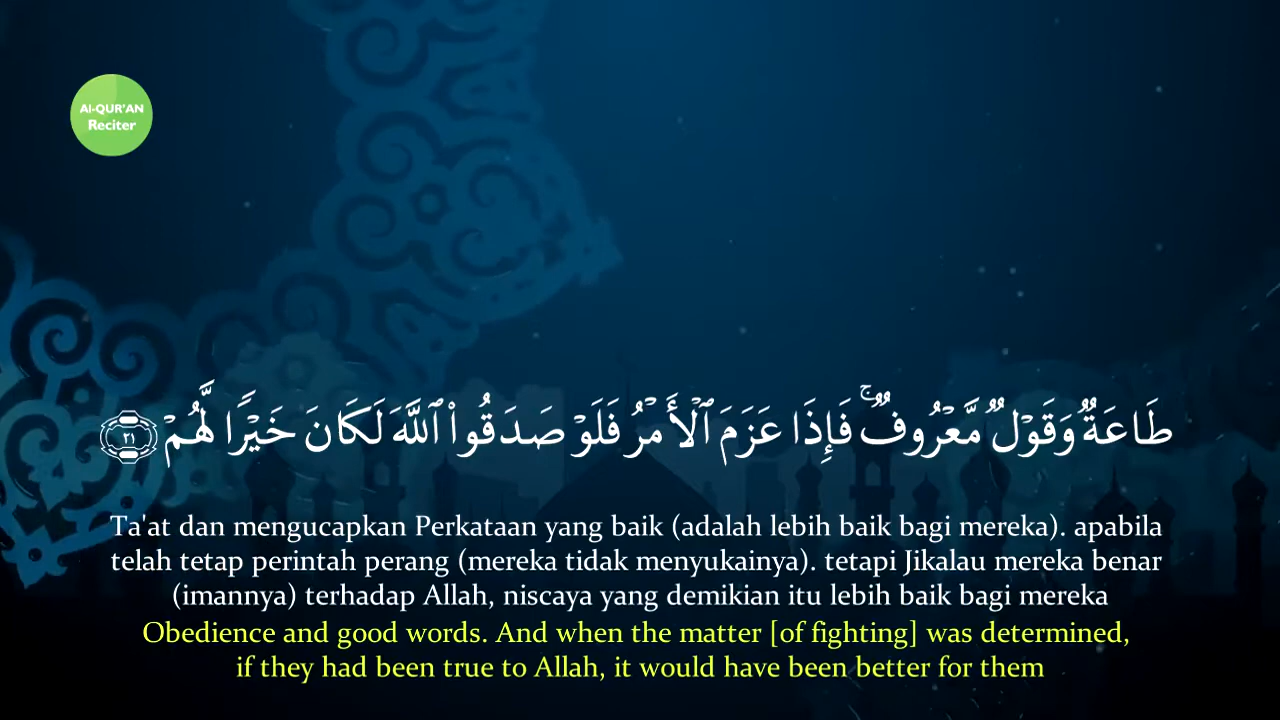 Al-QUR'AN
Reciter
طَاعَةٌ وَقَوْلٌ مَّعْرُوفٌ ۚ فَإِذَا عَزَمَ ٱلْأَمْرُ فَلَوْ صَدَقُوا۟ ٱللَّهَ لَكَانَ خَيْرًا لَّهُمْ ٢١
Ta'at dan mengucapkan Perkataan yang baik (adalah lebih baik bagi mereka). apabila
telah tetap perintah perang (mereka tidak menyukainya). tetapi Jikalau mereka benar
(imannya) terhadap Allah, niscaya yang demikian itu lebih baik bagi mereka
Obedience and good words. And when the matter [of fighting] was determined,
if they had been true to Allah, it would have been better for them